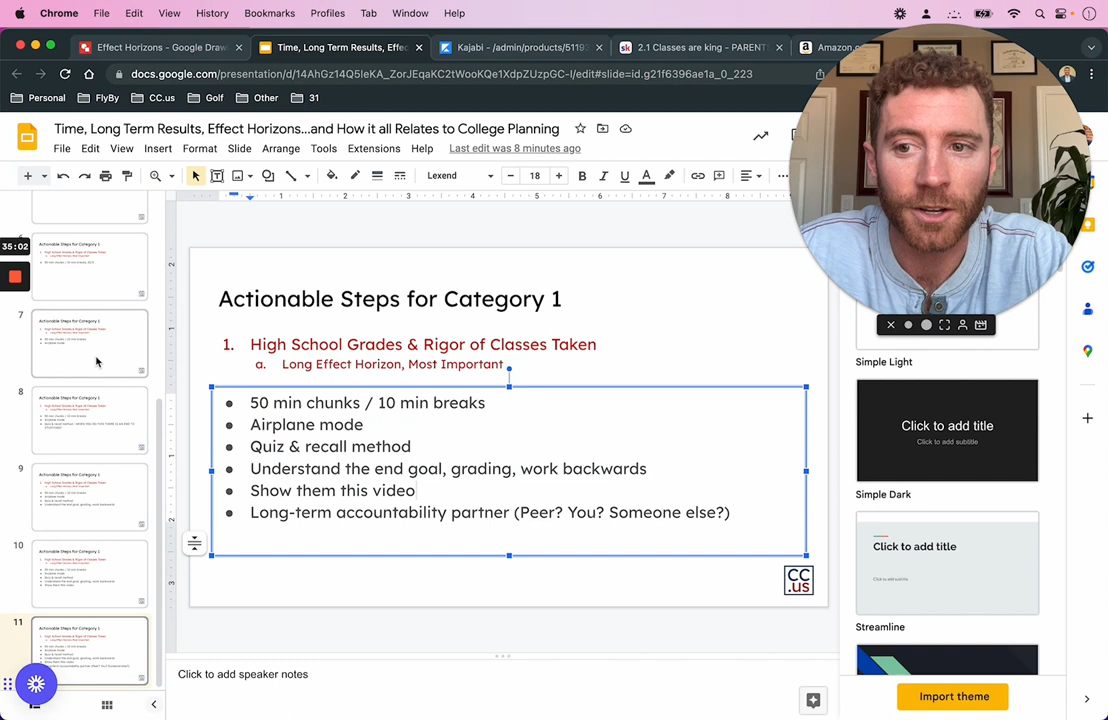 Chrome File Edit View History Bookmarks Profiles Tab Window Help
Effect Horizons - Google Draw
Time, Long Term Results, Effe
Kajabi - /admin/products/5119
2.1 Classes are king - PARENT
Amazon.
docs.google.com/presentation/d/14AhGz14Q5IeKA_ZorJEqaKC2tWooKQe1XdpZUzpGC-I/edit#slide=id.g21f6396ae1a_0_223
Personal FlyBy CC.us Golf Other 31
Time, Long Term Results, Effect Horizons...and How it all Relates to College Planning
File Edit View Insert Format Slide Arrange Tools Extensions Help Last edit was 8 minutes ago
Lexend 18
35:02
Actionable Steps for Category 1
1. High School Grades & Rigor of Classes Taken
a. Long Effect Horizon, Most Important
● 50 min chunks / 10 min breaks
● Airplane mode
● Quiz & recall method
● Understand the end goal, grading, work backwards
● Show them this video
● Long-term accountability partner (Peer? You? Someone else?)
CC
.us
Click to add speaker notes
7
8
9
10
11
Simple Light
Click to add title
Click to add subtitle
Simple Dark
Click to add title
Click to add subtitle
Streamline
Import theme